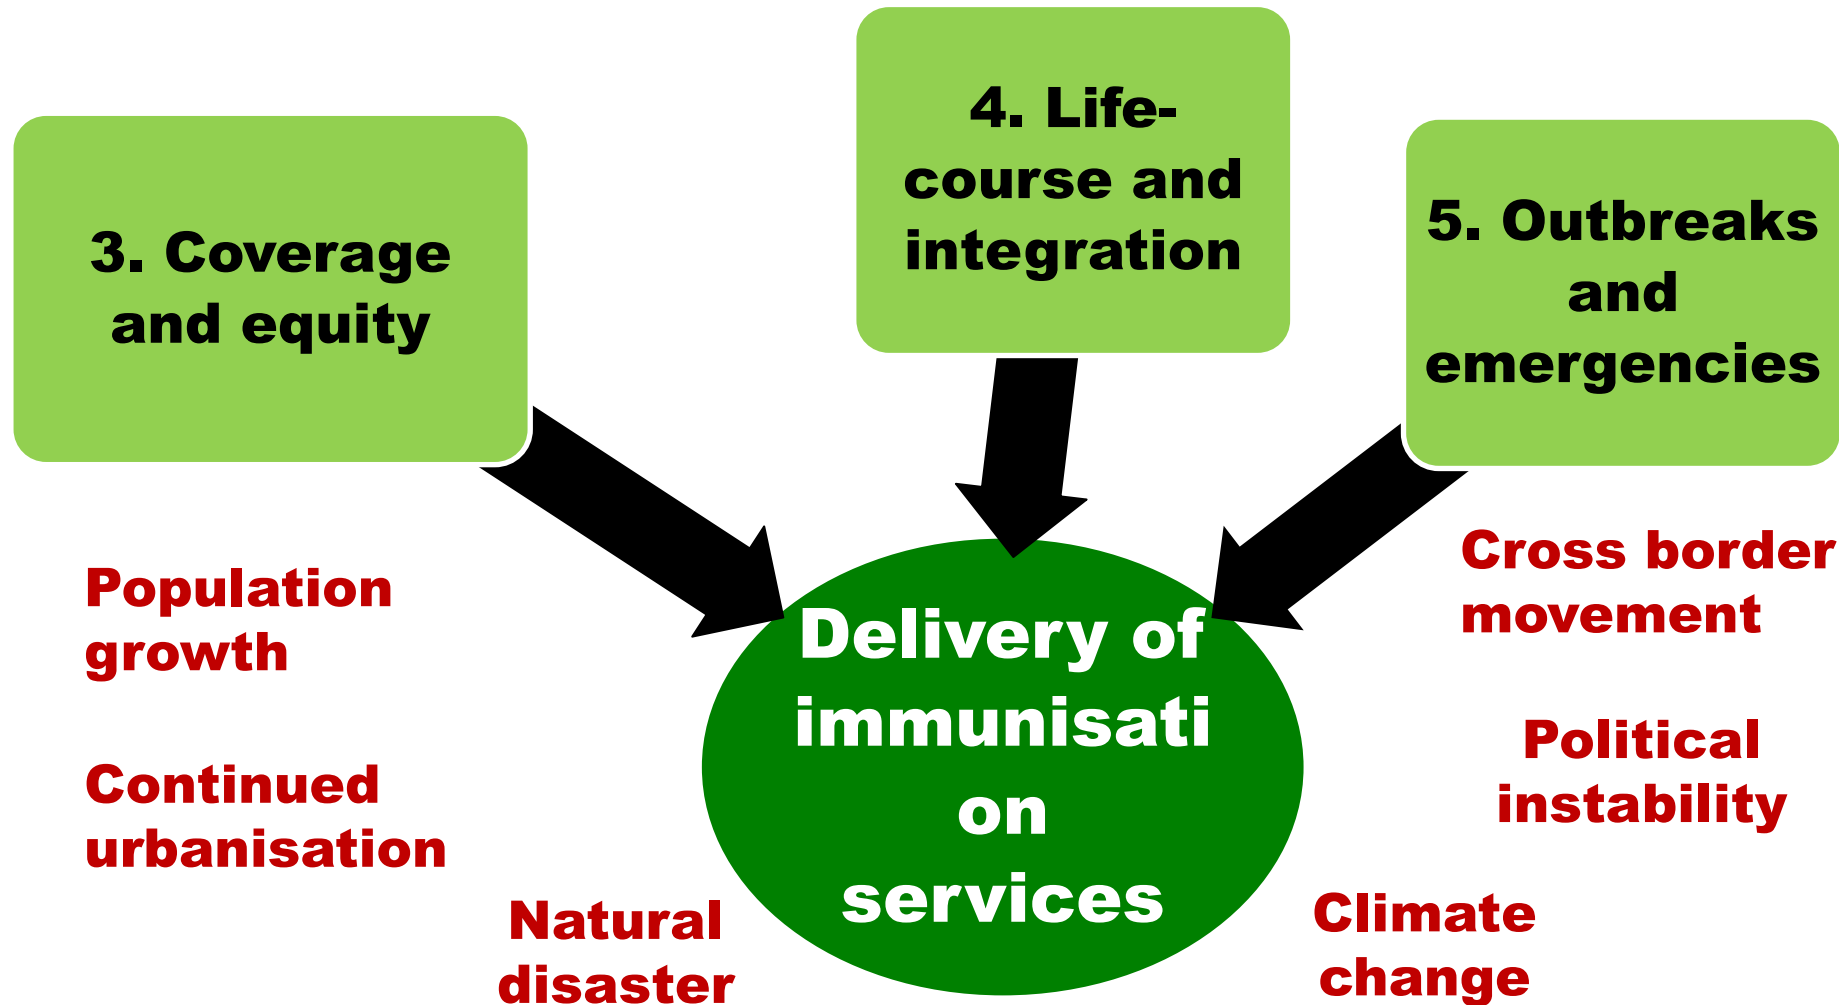 4. Life-
course and
integration
3. Coverage
and equity
5. Outbreaks
and
emergencies
Population
growth
Continued
urbanisation
Natural
disaster
Delivery of
immunisati
on
services
Cross border
movement
Political
instability
Climate
change